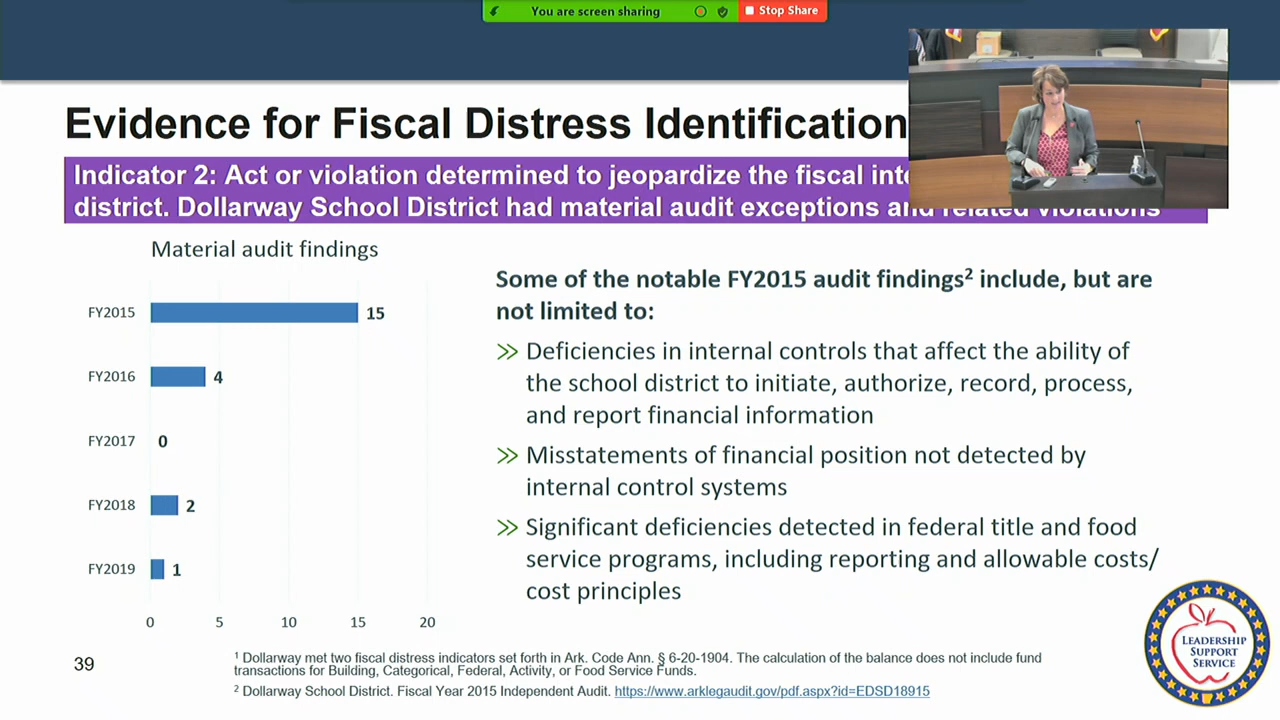 You are screen sharing
Stop Share
Evidence for Fiscal Distress Identification
Indicator 2: Act or violation determined to jeopardize the fiscal
district. Dollarway School District had material audit exceptions and related violations
Material audit findings
FY2015 15
FY2016 4
FY2017 0
FY2018 2
FY2019 1
0 5 10 15 20
Some of the notable FY2015 audit findings² include, but are
not limited to:
Deficiencies in internal controls that affect the ability of
the school district to initiate, authorize, record, process,
and report financial information
Misstatements of financial position not detected by
internal control systems
Significant deficiencies detected in federal title and food
service programs, including reporting and allowable costs/
cost principles
39
¹ Dollarway met two fiscal distress indicators set forth in Ark. Code Ann. § 6-20-1904. The calculation of the balance does not include fund
transactions for Building, Categorical, Federal, Activity, or Food Service Funds.
² Dollarway School District. Fiscal Year 2015 Independent Audit. https://www.arklegaudit.gov/pdf.aspx?id=EDSD18915
LEADERSHIP
SUPPORT
SERVICE